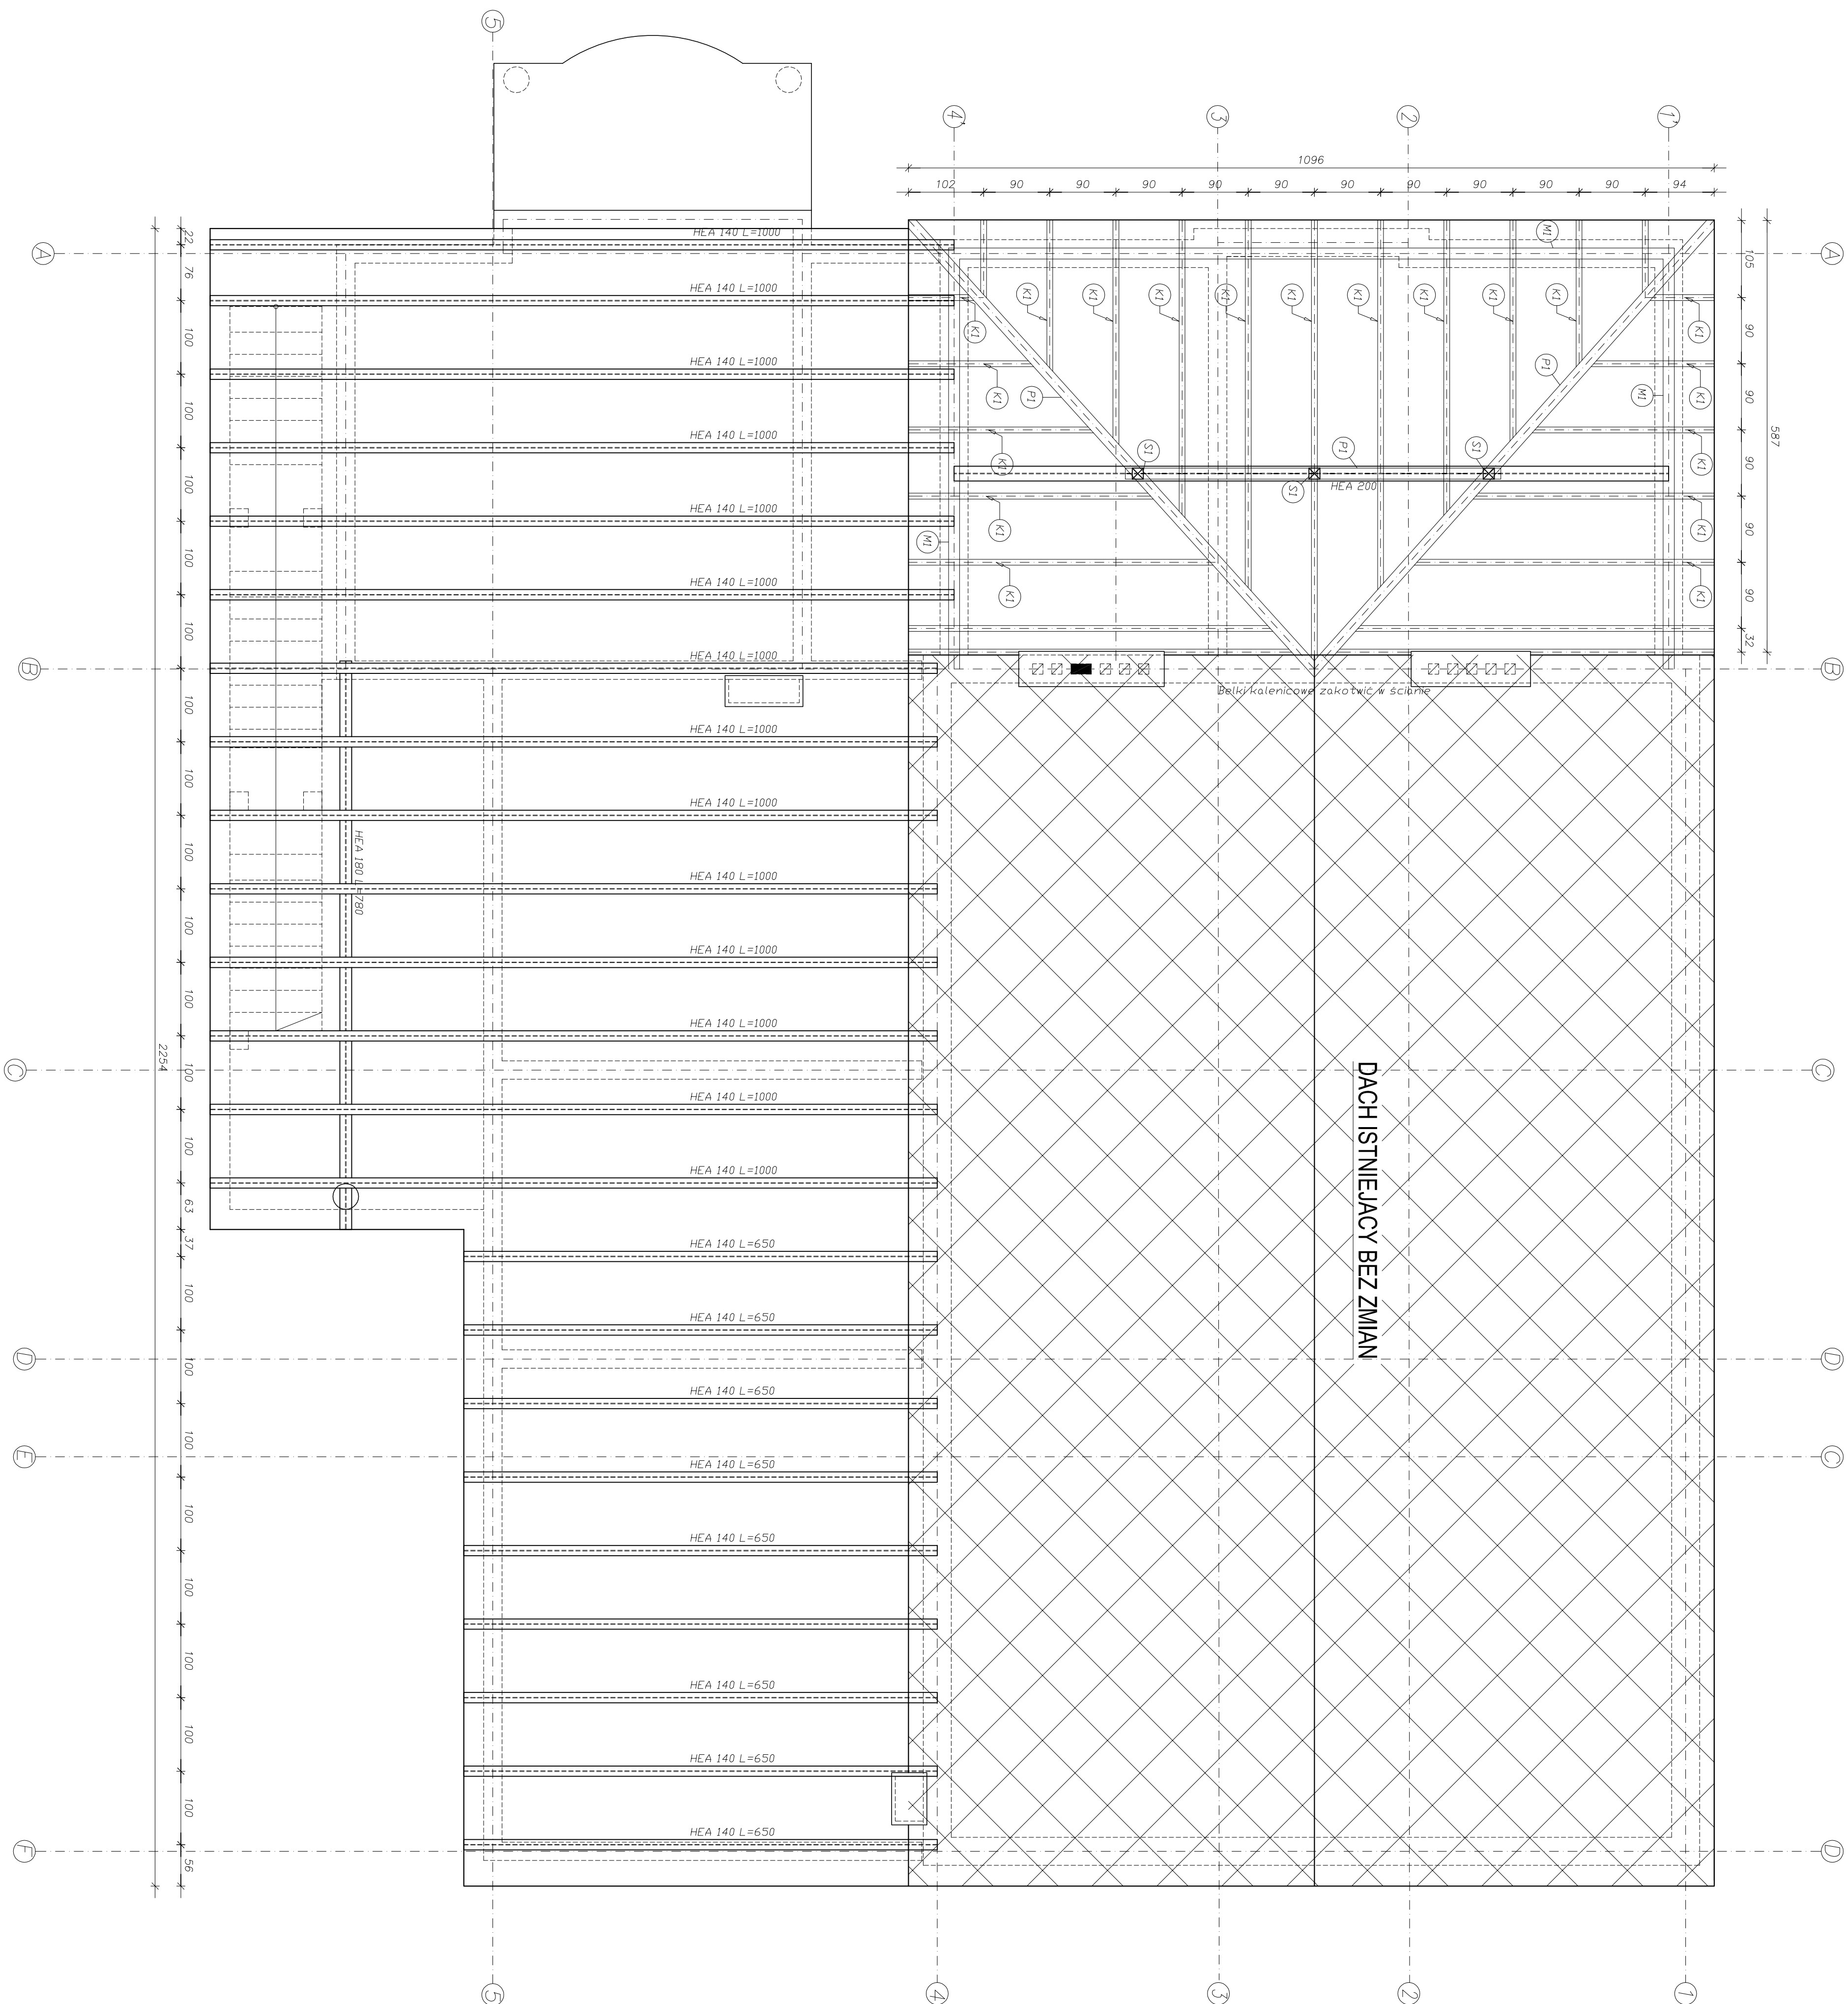 5
4'
3
2
1'
1096
102 90 90 90 90 90 90 90 90 90 90 94
A
22
HEA 140 L=1000
M1
105
A
76
HEA 140 L=1000
K1 K1 K1 K1 K1 K1 K1 K1 K1
K1
K1
100
HEA 140 L=1000
90
P1
K1
P1
M1
K1
90
587
100
HEA 140 L=1000
K1
S1
P1
S1
K1
90
100
HEA 140 L=1000
S1
HEA 200
K1
K1
90
100
M1
HEA 140 L=1000
K1
K1
90
100
HEA 140 L=1000
32
B
B
Belki kalenicowe zakotwić w ścianie
100
HEA 140 L=1000
100
HEA 140 L=1000
100
HEA 180 L=780
HEA 140 L=1000
100
HEA 140 L=1000
100
HEA 140 L=1000
2254
C
100
C
DACH ISTNIEJACY BEZ ZMIAN
HEA 140 L=1000
100
HEA 140 L=1000
63
37
HEA 140 L=650
100
HEA 140 L=650
D
100
D
HEA 140 L=650
100
E
C
HEA 140 L=650
100
HEA 140 L=650
100
100
HEA 140 L=650
100
HEA 140 L=650
100
HEA 140 L=650
F
56
D
5
4
3
2
1